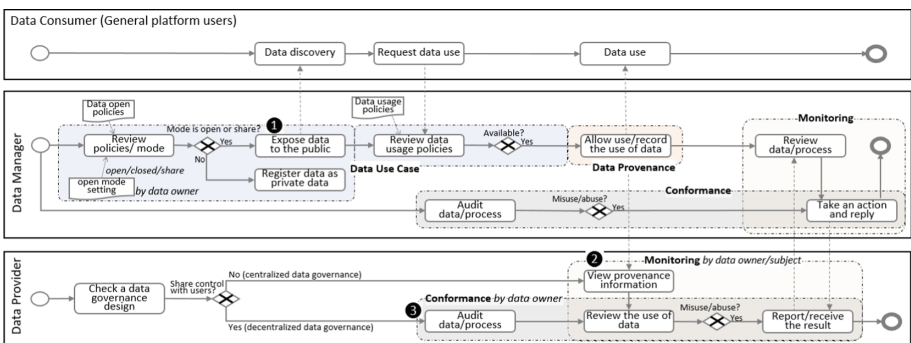 Data Consumer (General platform users)
Data discovery
Request data use
Data use
Data Manager
Data open
policies
Review
policies/ mode
open mode
setting
open/closed/share
by data owner
Mode is open or share?
Yes
No
1
Expose data
to the public
Register data as
private data
Data usage
policies
Review data
usage policies
Available?
Yes
Data Use Case
Allow use/record
the use of data
Data Provenance
Monitoring
Review
data/process
Conformance
Audit
data/process
Misuse/abuse?
Yes
Take an action
and reply
Data Provider
Check a data
governance
design
Share control
with users?
No (centralized data governance)
Yes (decentralized data governance)
2
Monitoring by data owner/subject
View provenance
information
3
Conformance by data owner
Audit
data/process
Review the use of
data
Misuse/abuse?
Yes
Report/receive
the result